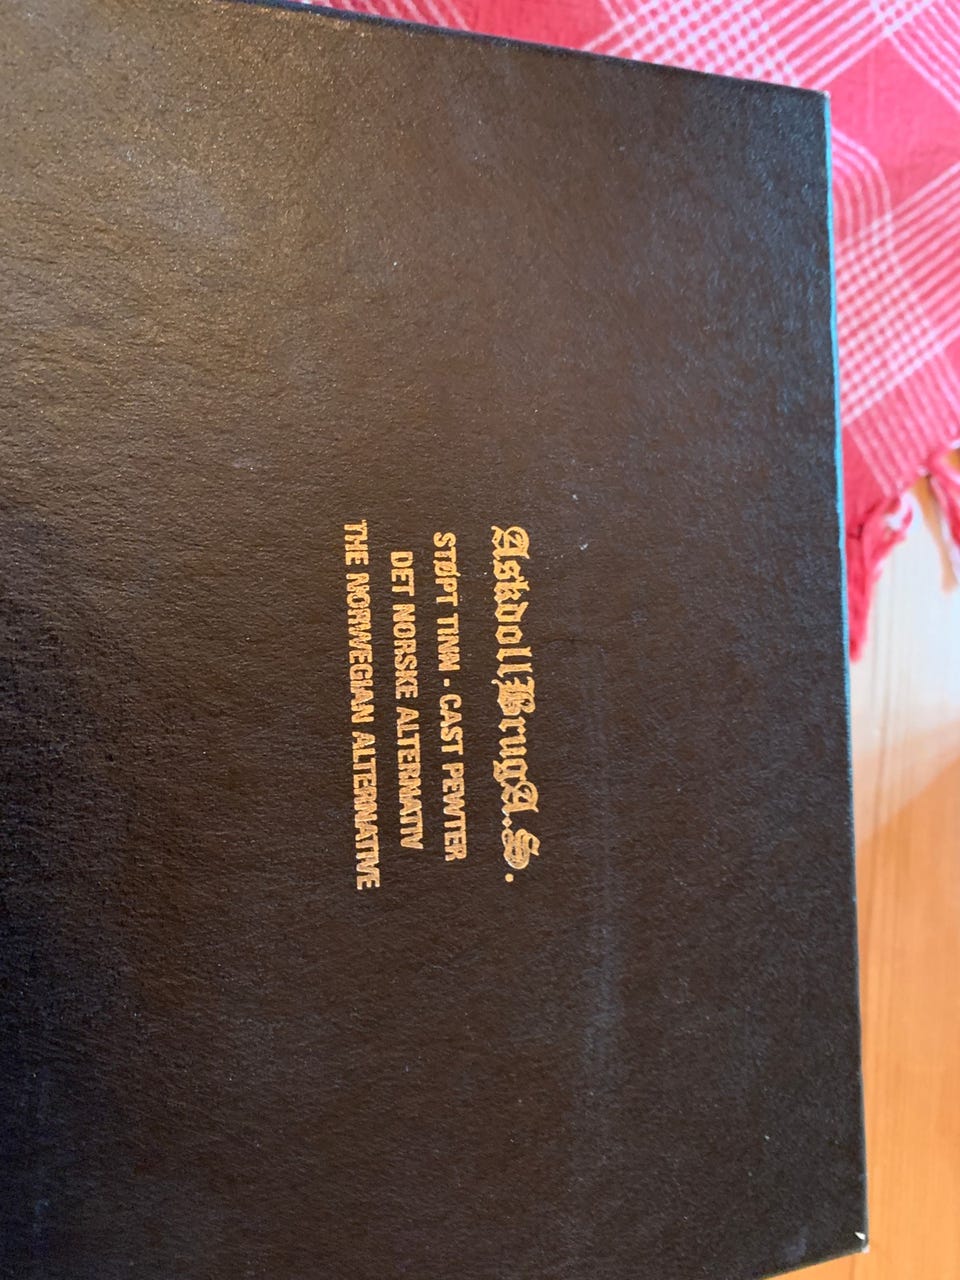 Askvoll Brug A.S.
STØPT TINN - CAST PEWTER
DET NORSKE ALTERNATIV
THE NORWEGIAN ALTERNATIVE